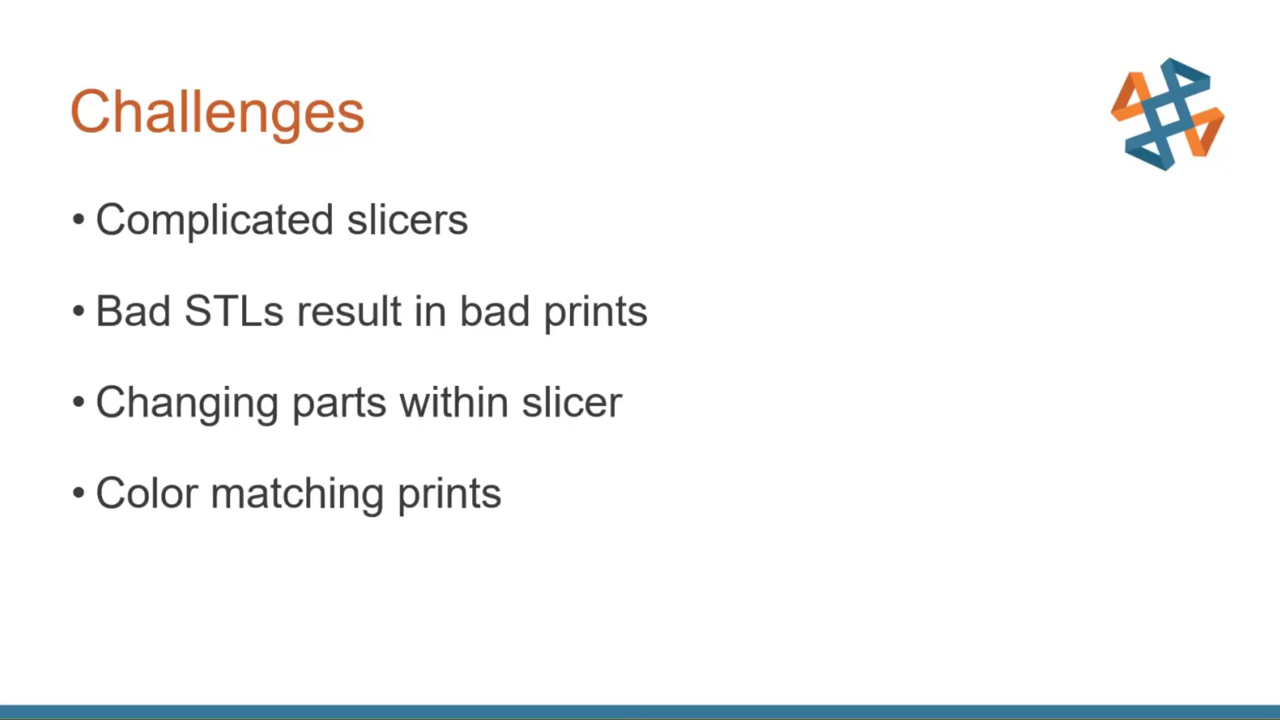 Challenges
• Complicated slicers
• Bad STLs result in bad prints
• Changing parts within slicer
• Color matching prints